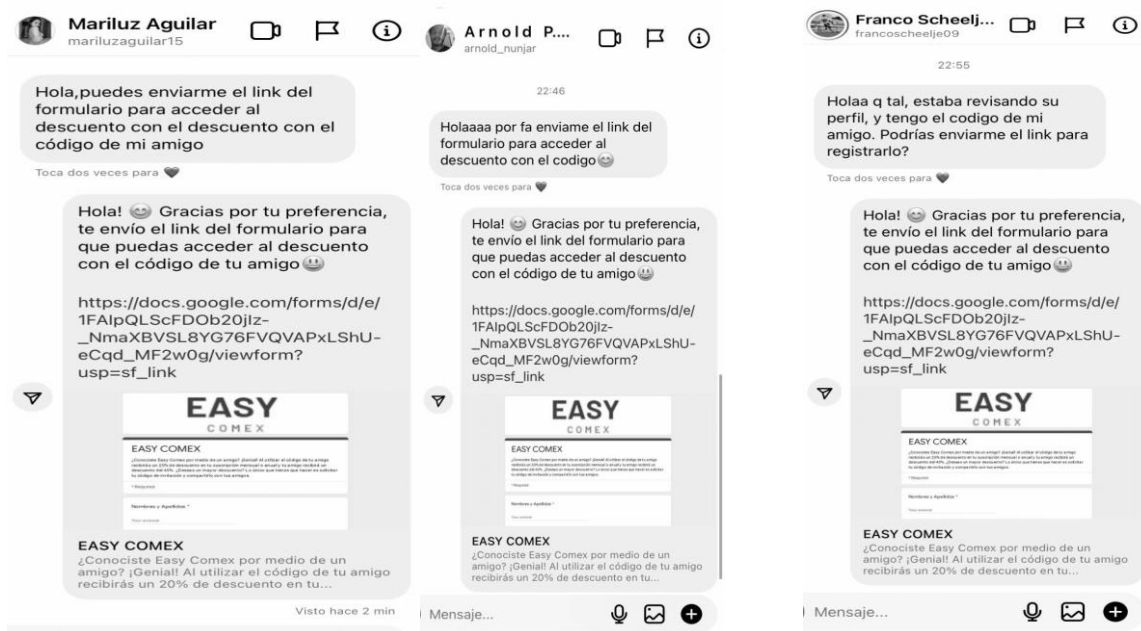 Mariluz Aguilar
mariluzaguilar15
Hola,puedes enviarme el link del
formulario para acceder al
descuento con el descuento con el
código de mi amigo
Toca dos veces para
Hola! 😊 Gracias por tu preferencia,
te envío el link del formulario para
que puedas acceder al descuento
con el código de tu amigo😃
https://docs.google.com/forms/d/e/
1FAIpQLScFDOb20jIz-
_NmaXBVSL8YG76FVQVAPxLShU-
eCqd_MF2w0g/viewform?
usp=sf_link
EASY
COMEX
EASY COMEX
Nombres y Apellidos *
EASY COMEX
¿Conociste Easy Comex por medio de un
amigo? ¡Genial! Al utilizar el código de tu amigo
recibirás un 20% de descuento en tu...
Visto hace 2 min
Arnold P....
arnold_nunjar
22:46
Holaaaa por fa enviame el link del
formulario para acceder al
descuento con el codigo😊
Toca dos veces para
Hola! 😊 Gracias por tu preferencia,
te envío el link del formulario para
que puedas acceder al descuento
con el código de tu amigo😃
https://docs.google.com/forms/d/e/
1FAIpQLScFDOb20jIz-
_NmaXBVSL8YG76FVQVAPxLShU-
eCqd_MF2w0g/viewform?
usp=sf_link
EASY
COMEX
EASY COMEX
Nombres y Apellidos *
EASY COMEX
¿Conociste Easy Comex por medio de un
amigo? ¡Genial! Al utilizar el código de tu amigo
recibirás un 20% de descuento en tu...
Mensaje...
Franco Scheelj...
francoscheelje09
22:55
Holaa q tal, estaba revisando su
perfil, y tengo el codigo de mi
amigo. Podrías enviarme el link para
registrarlo?
Toca dos veces para
Hola! 😊 Gracias por tu preferencia,
te envío el link del formulario para
que puedas acceder al descuento
con el código de tu amigo😃
https://docs.google.com/forms/d/e/
1FAIpQLScFDOb20jIz-
_NmaXBVSL8YG76FVQVAPxLShU-
eCqd_MF2w0g/viewform?
usp=sf_link
EASY
COMEX
EASY COMEX
Nombres y Apellidos *
EASY COMEX
¿Conociste Easy Comex por medio de un
amigo? ¡Genial! Al utilizar el código de tu amigo
recibirás un 20% de descuento en tu...
Mensaje...